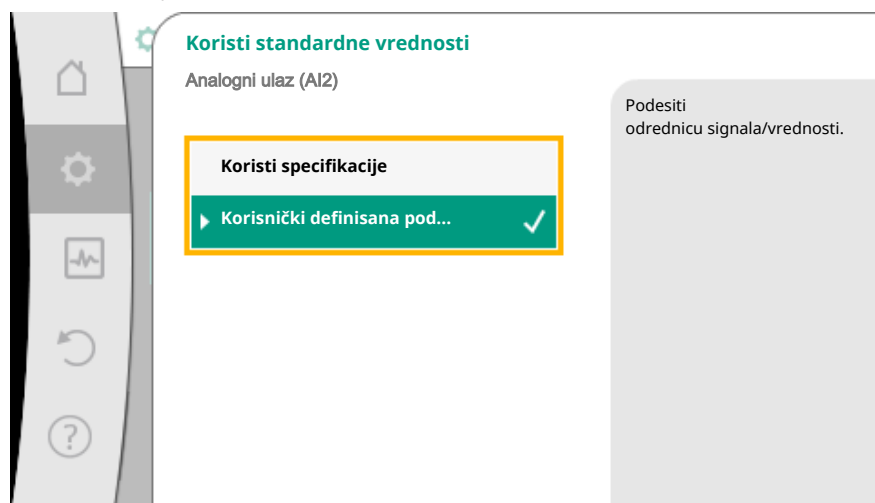 Koristi standardne vrednosti
Analogni ulaz (AI2)
Koristi specifikacije
Korisnički definisana pod...
Podesiti
odrednicu signala/vrednosti.
?